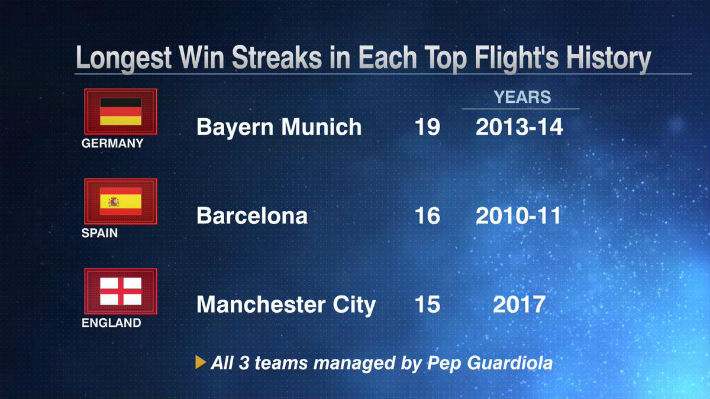 Longest Win Streaks in Each Top Flight's History
YEARS
GERMANY
Bayern Munich 19 2013-14
SPAIN
Barcelona 16 2010-11
ENGLAND
Manchester City 15 2017
All 3 teams managed by Pep Guardiola